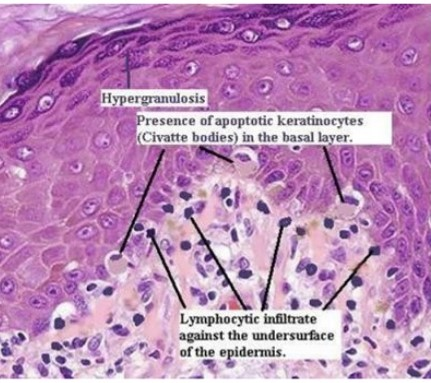 Hypergranulosis
Presence of apoptotic keratinocytes
(Civatte bodies) in the basal layer.
Lymphocytic infiltrate
against the undersurface
of the epidermis.